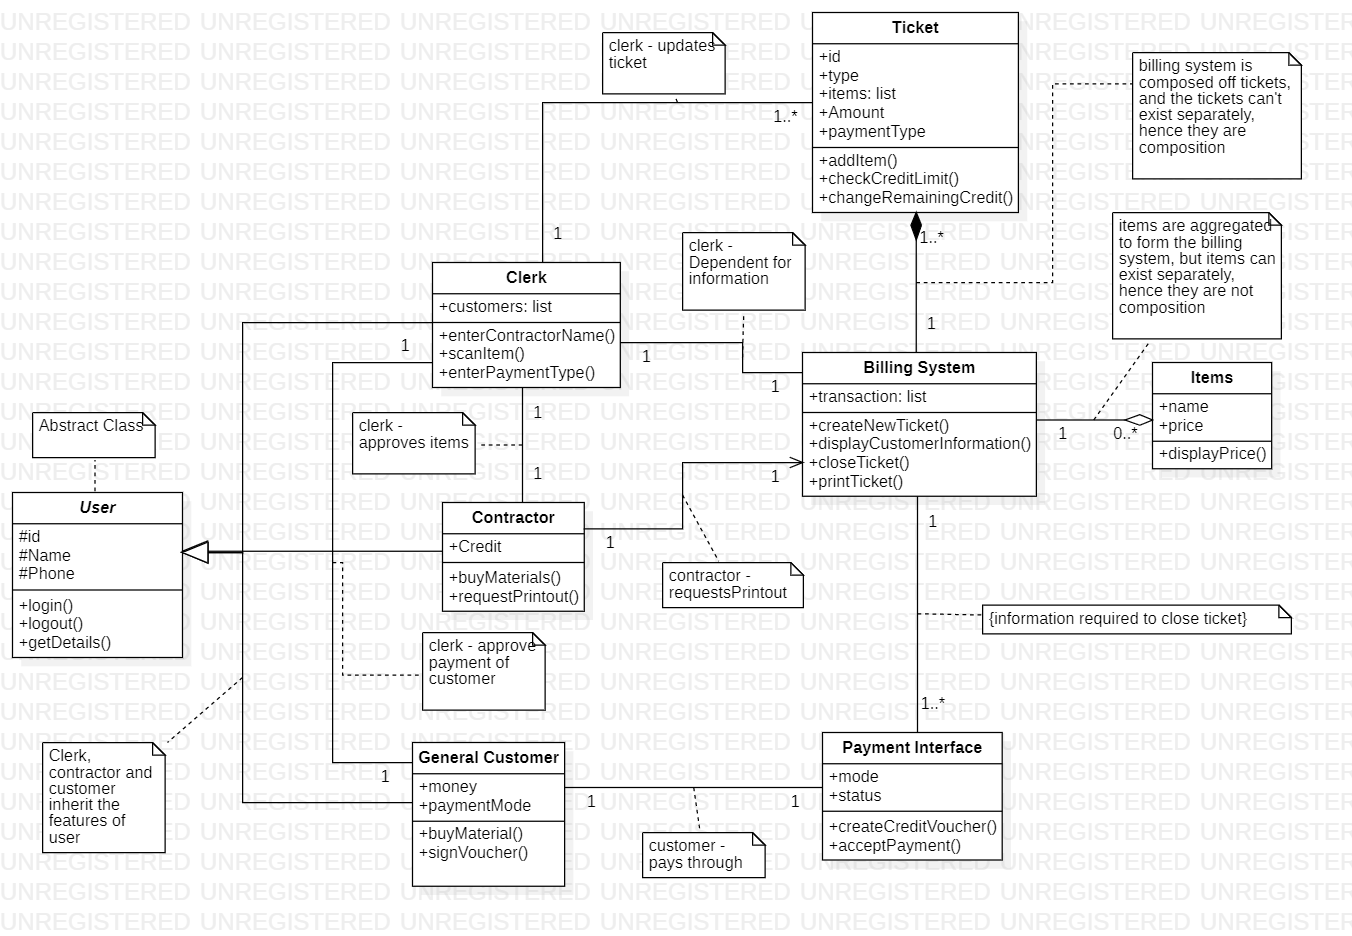 Ticket
+id
+type
+items: list
+Amount
+paymentType
+addItem()
+checkCreditLimit()
+changeRemainingCredit()
clerk - updates
ticket
1..*
billing system is
composed off tickets,
and the tickets can't
exist separately,
hence they are
composition
items are aggregated
to form the billing
system, but items can
exist separately,
hence they are not
composition
1
1..*
clerk -
Dependent for
information
Clerk
+customers: list
+enterContractorName()
+scanItem()
+enterPaymentType()
1
1
1
1
Billing System
+transaction: list
+createNewTicket()
+displayCustomerInformation()
+closeTicket()
+printTicket()
Items
+name
+price
+displayPrice()
1
0..*
Abstract Class
clerk -
approves items
1
1
1
User
#id
#Name
#Phone
+login()
+logout()
+getDetails()
Contractor
+Credit
+buyMaterials()
+requestPrintout()
1
1
contractor -
requestsPrintout
{information required to close ticket}
clerk - approve
payment of
customer
1..*
Clerk,
contractor and
customer
inherit the
features of
user
General Customer
+money
+paymentMode
+buyMaterial()
+signVoucher()
1
1
1
customer -
pays through
Payment Interface
+mode
+status
+createCreditVoucher()
+acceptPayment()
UNREGISTERED